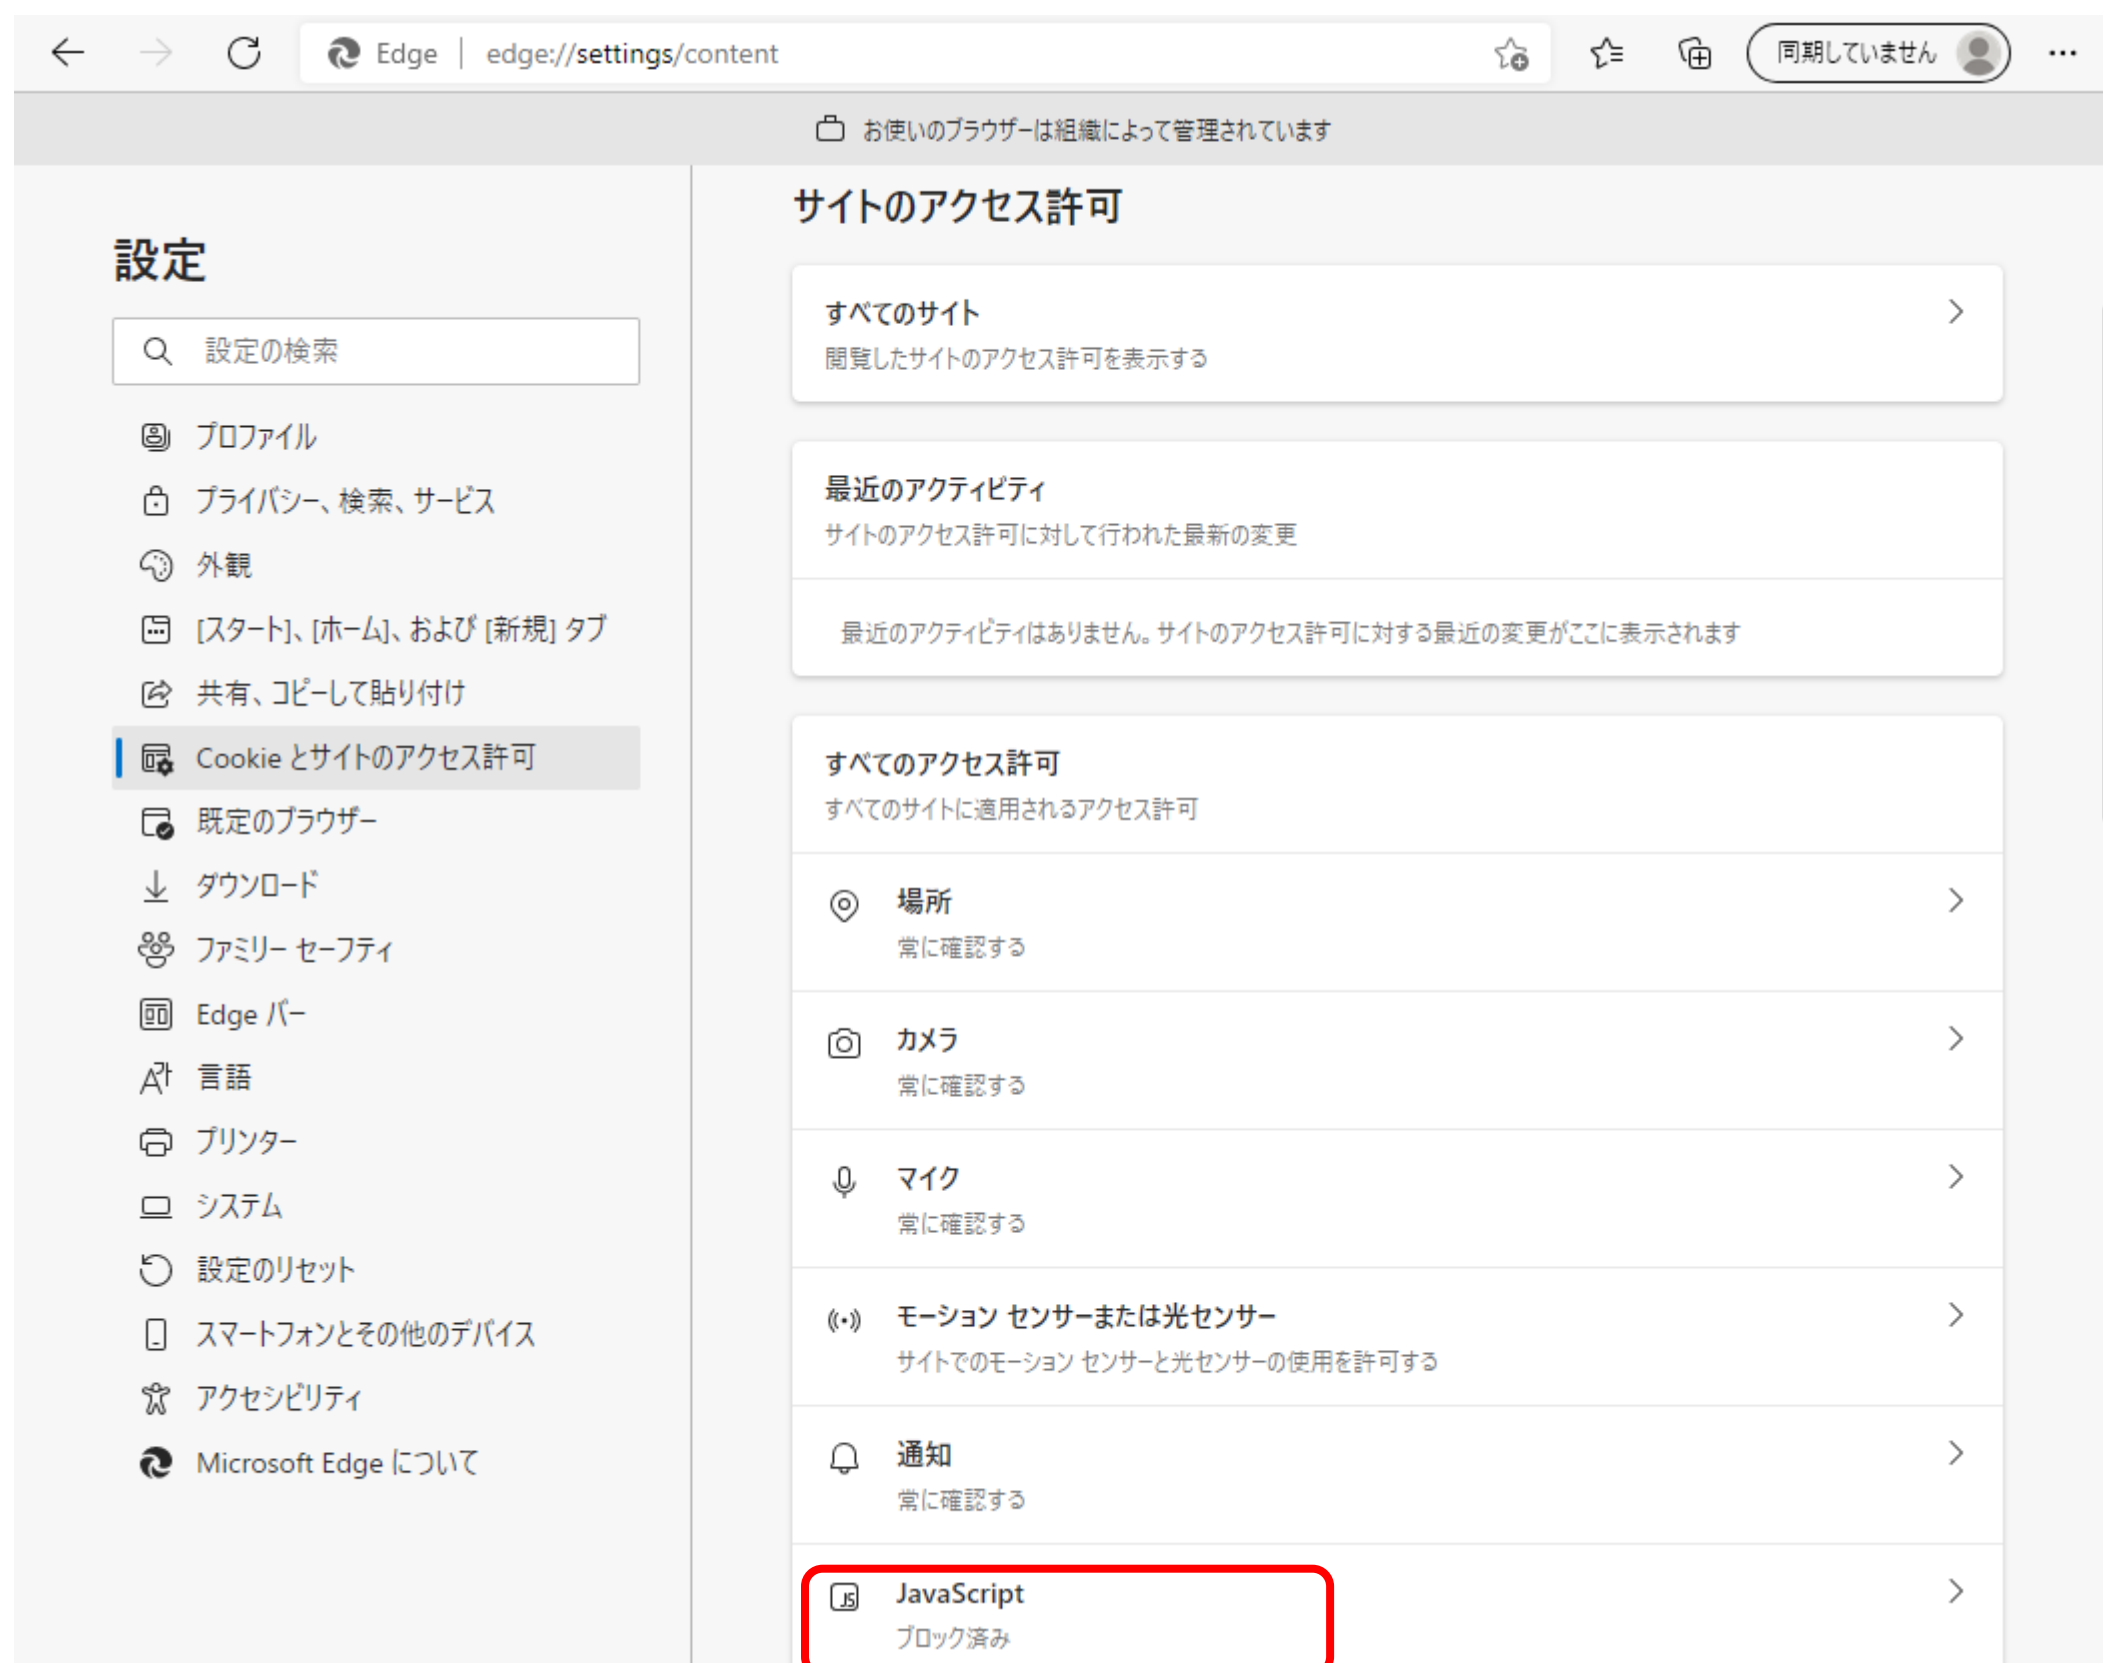 Edge | edge://settings/content
同期していません
お使いのブラウザーは組織によって管理されています
設定
設定の検索
プロファイル
プライバシー、検索、サービス
外観
[スタート]、[ホーム]、および [新規] タブ
共有、コピーして貼り付け
Cookie とサイトのアクセス許可
既定のブラウザー
ダウンロード
ファミリー セーフティ
Edge バー
言語
プリンター
システム
設定のリセット
スマートフォンとその他のデバイス
アクセシビリティ
Microsoft Edge について
サイトのアクセス許可
すべてのサイト
閲覧したサイトのアクセス許可を表示する
最近のアクティビティ
サイトのアクセス許可に対して行われた最新の変更
最近のアクティビティはありません。サイトのアクセス許可に対する最近の変更がここに表示されます
すべてのアクセス許可
すべてのサイトに適用されるアクセス許可
場所
常に確認する
カメラ
常に確認する
マイク
常に確認する
モーション センサーまたは光センサー
サイトでのモーション センサーと光センサーの使用を許可する
通知
常に確認する
JS
JavaScript
ブロック済み